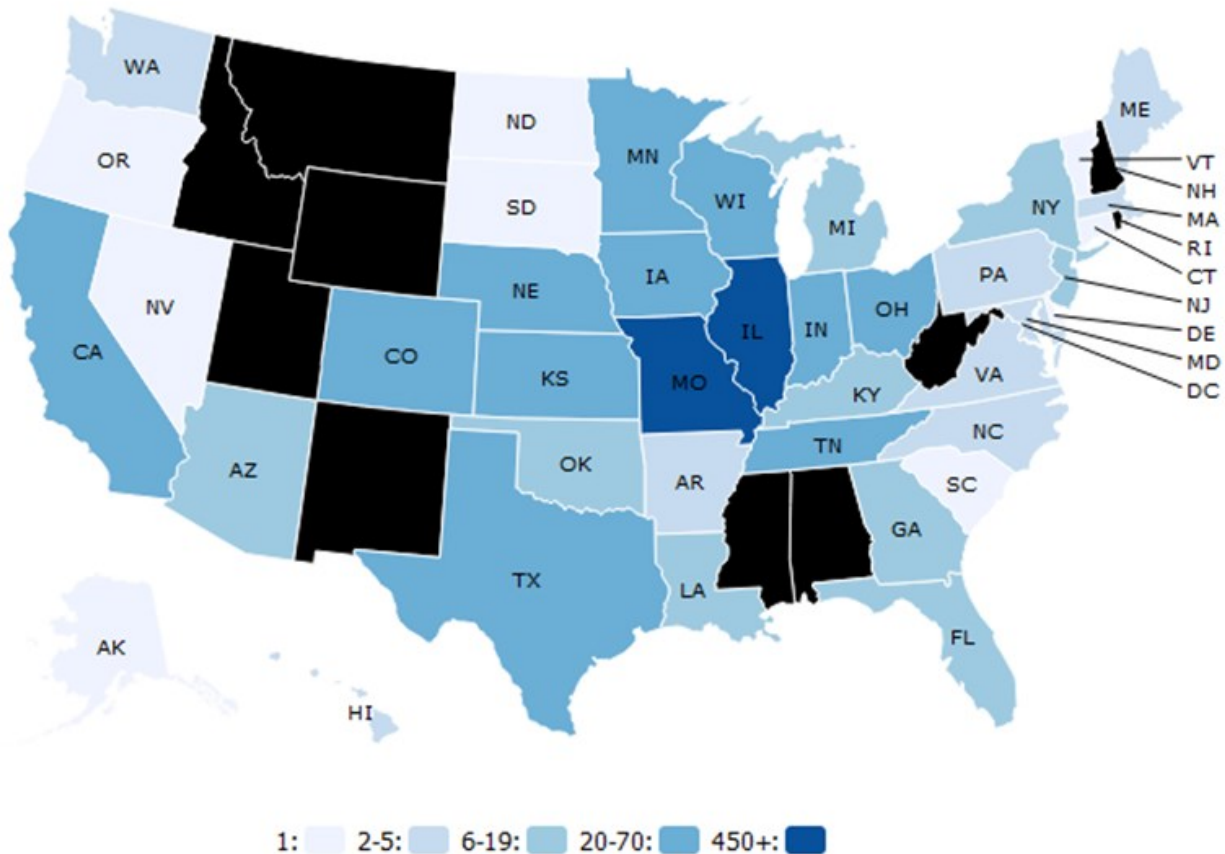 WA
ME
ND
OR
MN
VT
NH
SD
WI
NY
MA
MI
RI
IA
PA
CT
NE
NV
OH
NJ
IL
IN
DE
CA
CO
MD
KS
MO
VA
DC
KY
NC
TN
AZ
OK
AR
SC
GA
TX
LA
FL
AK
HI
1: 2-5: 6-19: 20-70: 450+: